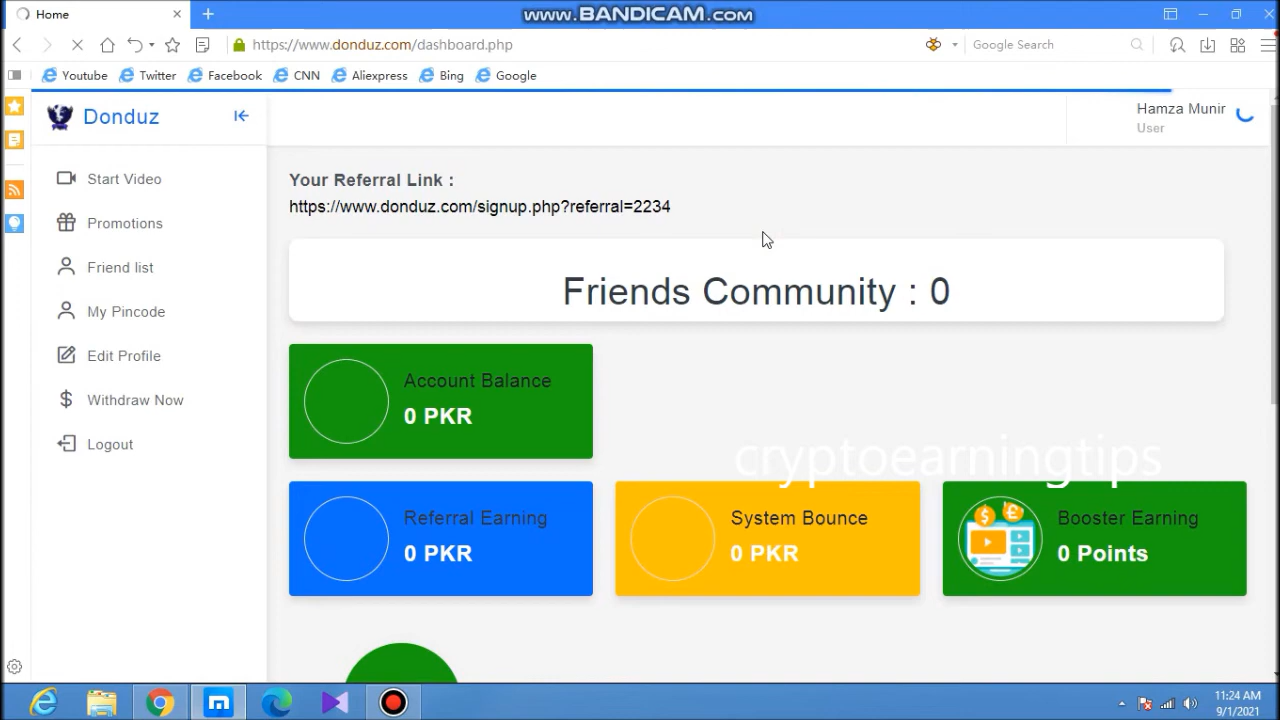 Home
www.BANDICAM.com
https://www.donduz.com/dashboard.php
Google Search
Youtube
Twitter
Facebook
CNN
Aliexpress
Bing
Google
Donduz
Hamza Munir
User
Start Video
Promotions
Friend list
My Pincode
Edit Profile
Withdraw Now
Logout
Your Referral Link :
https://www.donduz.com/signup.php?referral=2234
Friends Community : 0
Account Balance
0 PKR
cryptoearningtips
Referral Earning
0 PKR
System Bounce
0 PKR
Booster Earning
0 Points
11:24 AM
9/1/2021